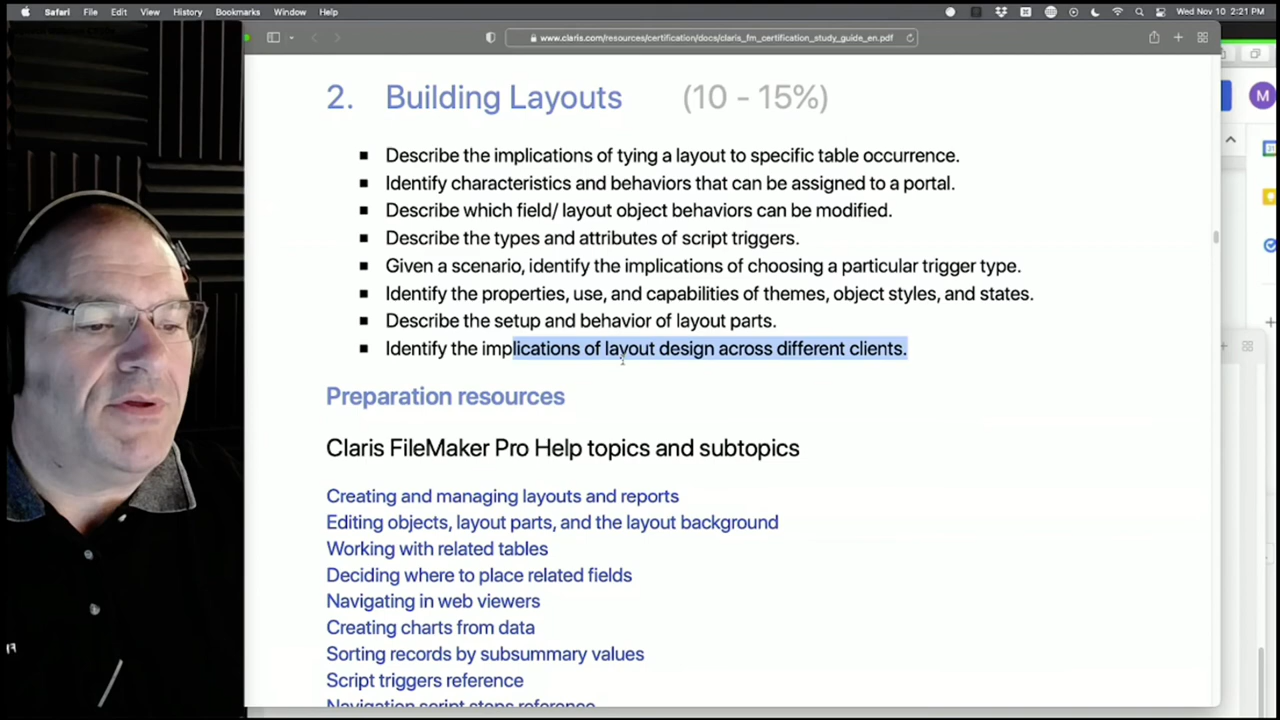 Safari File Edit View History Bookmarks Window Help Wed Nov 10 2:21 PM
www.claris.com/resources/certification/docs/claris_fm_certification_study_guide_en.pdf
M
2. Building Layouts (10 - 15%)
■ Describe the implications of tying a layout to specific table occurrence.
■ Identify characteristics and behaviors that can be assigned to a portal.
■ Describe which field/ layout object behaviors can be modified.
■ Describe the types and attributes of script triggers.
■ Given a scenario, identify the implications of choosing a particular trigger type.
■ Identify the properties, use, and capabilities of themes, object styles, and states.
■ Describe the setup and behavior of layout parts.
■ Identify the implications of layout design across different clients.
Preparation resources
Claris FileMaker Pro Help topics and subtopics
Creating and managing layouts and reports
Editing objects, layout parts, and the layout background
Working with related tables
Deciding where to place related fields
Navigating in web viewers
Creating charts from data
Sorting records by subsummary values
Script triggers reference
Navigation script steps reference